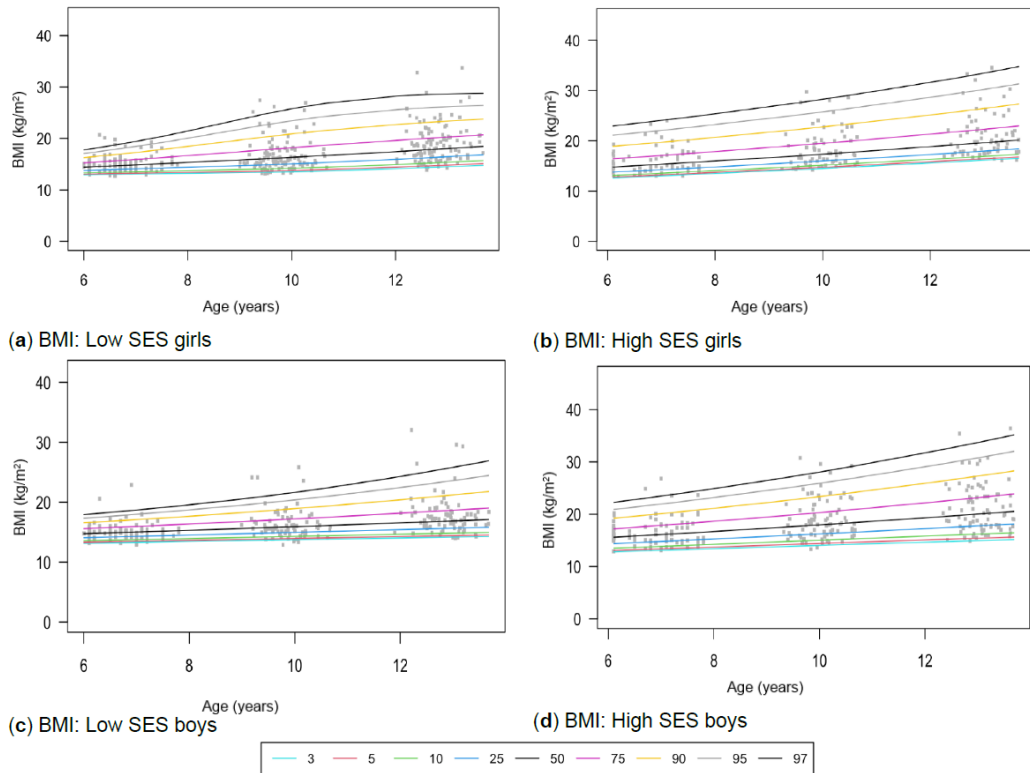 40
30
20
10
0
BMI (kg/m²)
6
8
10
12
Age (years)
(a) BMI: Low SES girls
40
30
20
10
0
BMI (kg/m²)
6
8
10
12
Age (years)
(b) BMI: High SES girls
40
30
20
10
0
BMI (kg/m²)
6
8
10
12
Age (years)
(c) BMI: Low SES boys
40
30
20
10
0
BMI (kg/m²)
6
8
10
12
Age (years)
(d) BMI: High SES boys
3 5 10 25 50 75 90 95 97